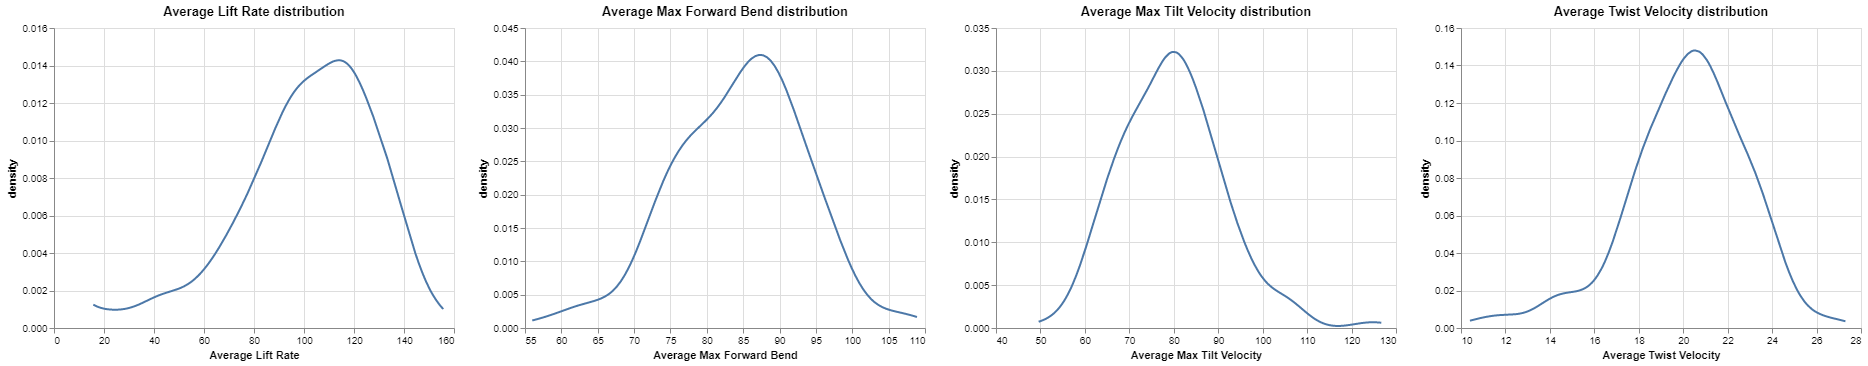 Average Lift Rate distribution
0.016
0.014
0.012
0.010
0.008
0.006
0.004
0.002
0.000
density
0 20 40 60 80 100 120 140 160
Average Lift Rate
Average Max Forward Bend distribution
0.045
0.040
0.035
0.030
0.025
0.020
0.015
0.010
0.005
0.000
density
55 60 65 70 75 80 85 90 95 100 105 110
Average Max Forward Bend
Average Max Tilt Velocity distribution
0.035
0.030
0.025
0.020
0.015
0.010
0.005
0.000
density
40 50 60 70 80 90 100 110 120 130
Average Max Tilt Velocity
Average Twist Velocity distribution
0.16
0.14
0.12
0.10
0.08
0.06
0.04
0.02
0.00
density
10 12 14 16 18 20 22 24 26 28
Average Twist Velocity